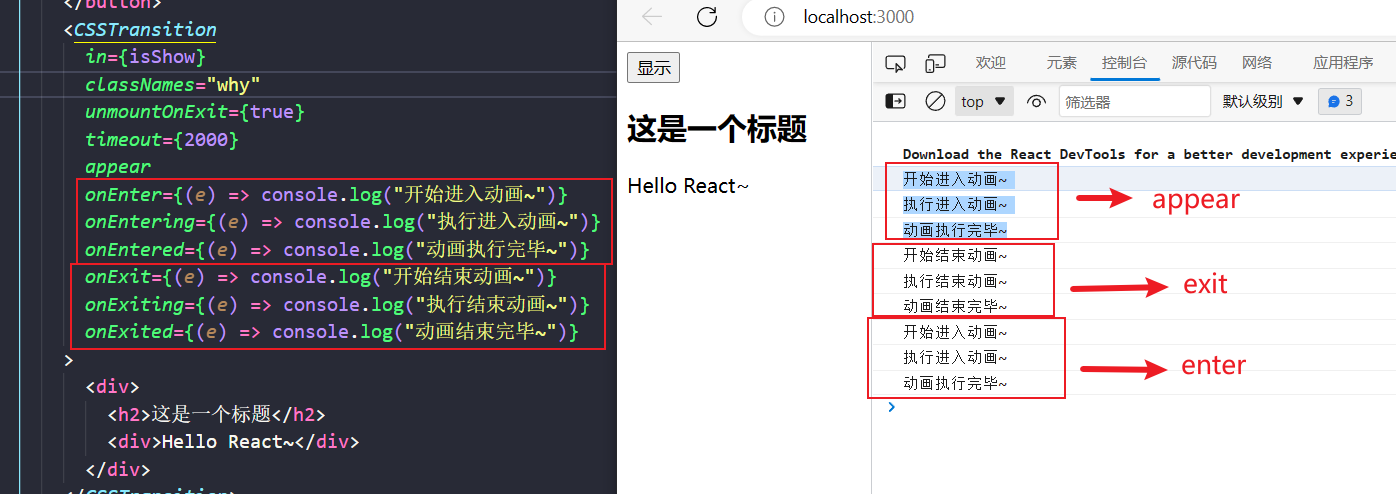 </button>
<CSSTransition
in={isShow}
classNames="why"
unmountOnExit={true}
timeout={2000}
appear
onEnter={(e) => console.log("开始进入动画~")}
onEntering={(e) => console.log("执行进入动画~")}
onEntered={(e) => console.log("动画执行完毕~")}
onExit={(e) => console.log("开始结束动画~")}
onExiting={(e) => console.log("执行结束动画~")}
onExited={(e) => console.log("动画结束完毕~")}
>
<div>
<h2>这是一个标题</h2>
<div>Hello React~</div>
</div>
</CSSTransition>
localhost:3000
显示
这是一个标题
Hello React~
欢迎 元素 控制台 源代码 网络 应用程序
top 筛选器 默认级别 3
Download the React DevTools for a better development experie
开始进入动画~
执行进入动画~
动画执行完毕~
appear
开始结束动画~
执行结束动画~
动画结束完毕~
exit
开始进入动画~
执行进入动画~
动画执行完毕~
enter